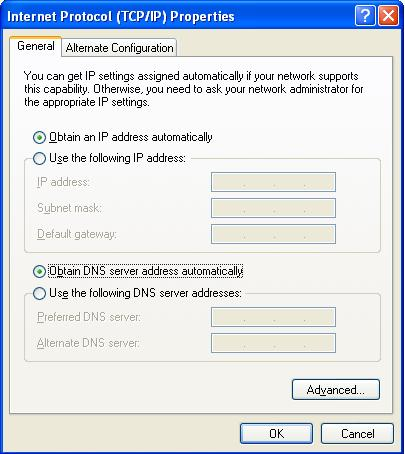 Internet Protocol (TCP/IP) Properties
General
Alternate Configuration
You can get IP settings assigned automatically if your network supports
this capability. Otherwise, you need to ask your network administrator for
the appropriate IP settings.
Obtain an IP address automatically
Use the following IP address:
IP address:
Subnet mask:
Default gateway:
Obtain DNS server address automatically
Use the following DNS server addresses:
Preferred DNS server:
Alternate DNS server:
Advanced...
OK
Cancel